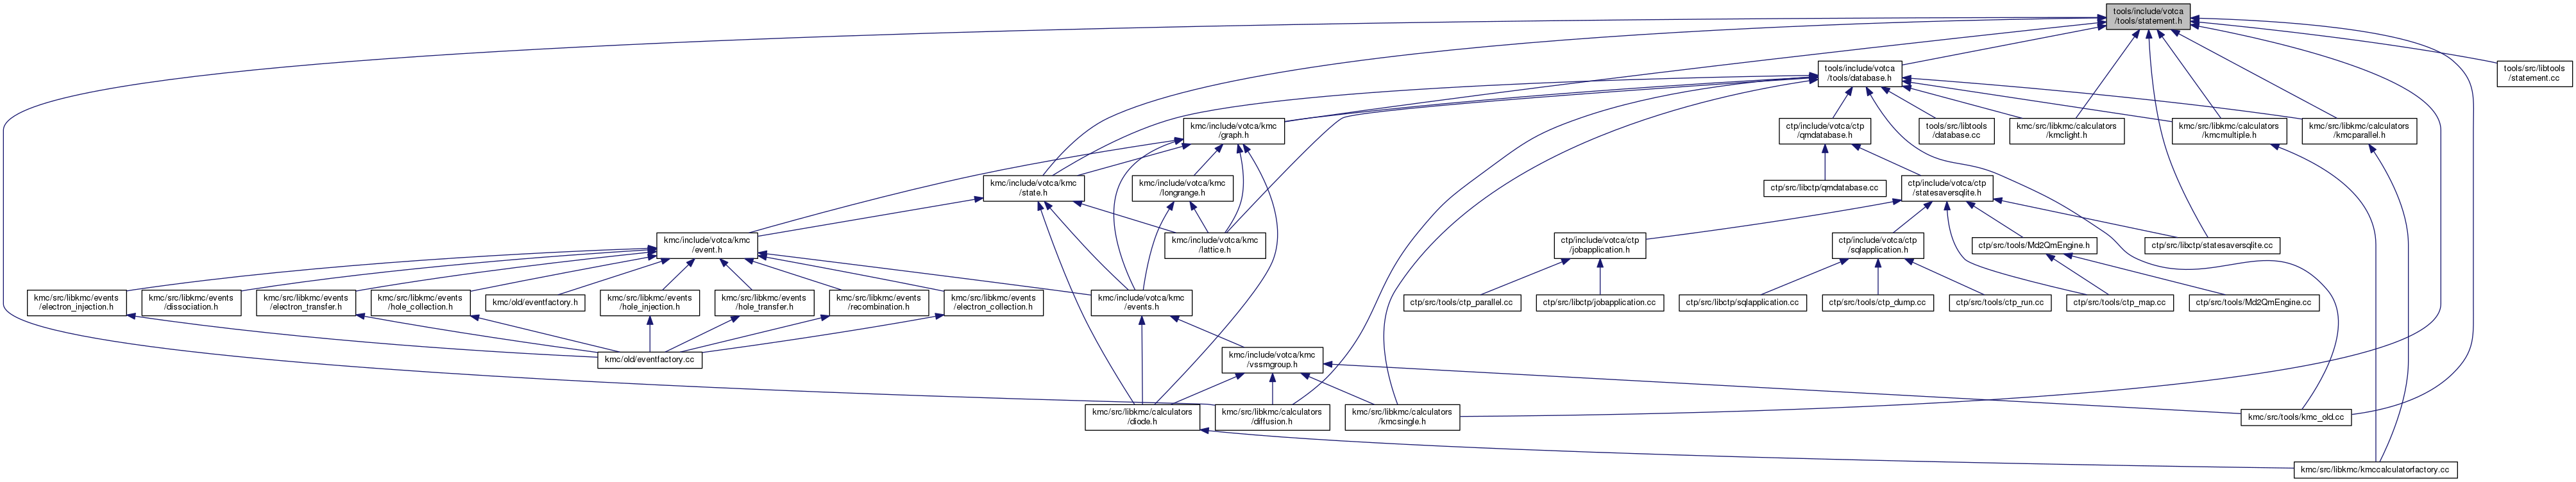 tools/include/votca
/tools/statement.h
tools/include/votca
/tools/database.h
tools/src/libtools
/statement.cc
kmc/include/votca/kmc
/graph.h
ctp/include/votca/ctp
/qmdatabase.h
tools/src/libtools
/database.cc
kmc/src/libkmc/calculators
/kmclight.h
kmc/src/libkmc/calculators
/kmcmultiple.h
kmc/src/libkmc/calculators
/kmcparallel.h
kmc/include/votca/kmc
/state.h
kmc/include/votca/kmc
/longrange.h
ctp/src/libctp/qmdatabase.cc
ctp/include/votca/ctp
/statesaversqlite.h
kmc/include/votca/kmc
/event.h
kmc/include/votca/kmc
/lattice.h
ctp/include/votca/ctp
/jobapplication.h
ctp/include/votca/ctp
/sqlapplication.h
ctp/src/tools/Md2QmEngine.h
ctp/src/libctp/statesaversqlite.cc
kmc/src/libkmc/events
/electron_injection.h
kmc/src/libkmc/events
/dissociation.h
kmc/src/libkmc/events
/electron_transfer.h
kmc/src/libkmc/events
/hole_collection.h
kmc/old/eventfactory.h
kmc/src/libkmc/events
/hole_injection.h
kmc/src/libkmc/events
/hole_transfer.h
kmc/src/libkmc/events
/recombination.h
kmc/src/libkmc/events
/electron_collection.h
kmc/include/votca/kmc
/events.h
ctp/src/tools/ctp_parallel.cc
ctp/src/libctp/jobapplication.cc
ctp/src/libctp/sqlapplication.cc
ctp/src/tools/ctp_dump.cc
ctp/src/tools/ctp_run.cc
ctp/src/tools/ctp_map.cc
ctp/src/tools/Md2QmEngine.cc
kmc/old/eventfactory.cc
kmc/include/votca/kmc
/vssmgroup.h
kmc/src/libkmc/calculators
/diode.h
kmc/src/libkmc/calculators
/diffusion.h
kmc/src/libkmc/calculators
/kmcsingle.h
kmc/src/tools/kmc_old.cc
kmc/src/libkmc/kmccalculatorfactory.cc